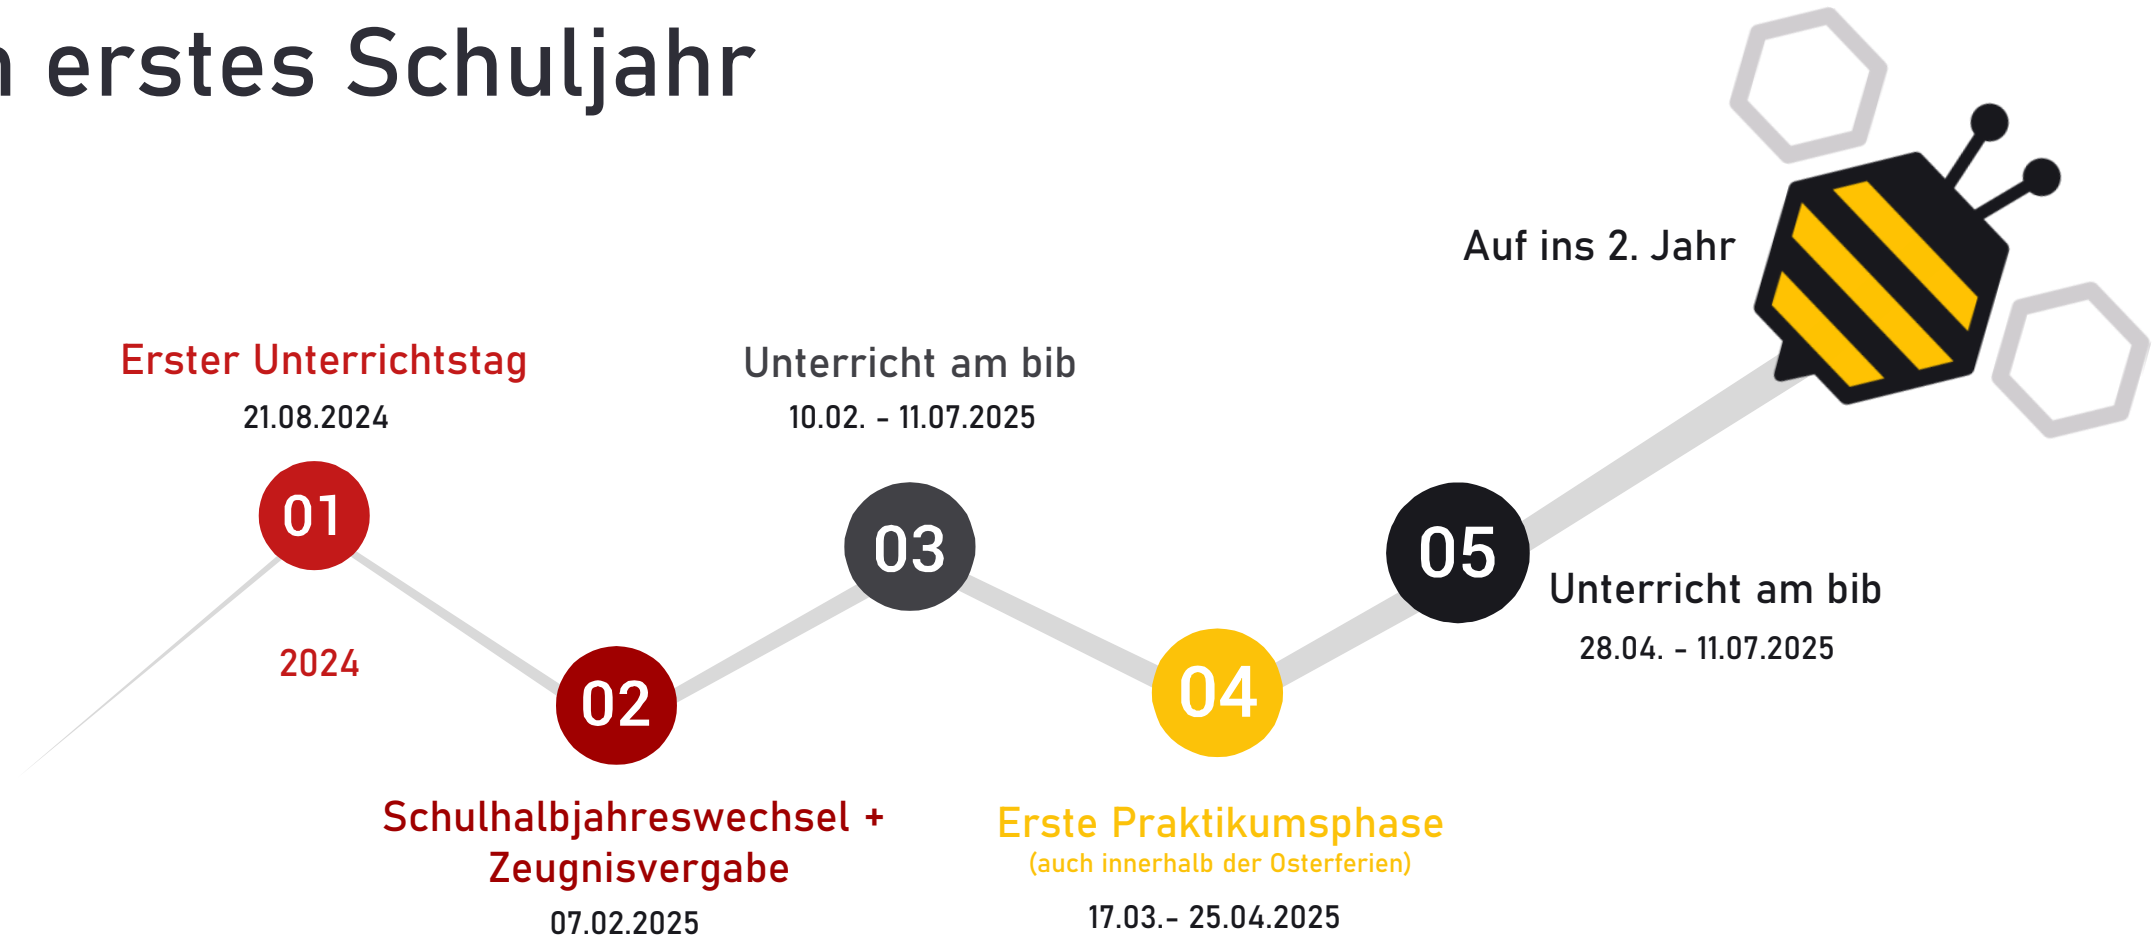 erstes Schuljahr
Auf ins 2. Jahr
Erster Unterrichtstag
21.08.2024
01
2024
02
Schulhalbjahreswechsel +
Zeugnisvergabe
07.02.2025
Unterricht am bib
10.02. - 11.07.2025
03
04
Erste Praktikumsphase
(auch innerhalb der Osterferien)
17.03.- 25.04.2025
05
Unterricht am bib
28.04. - 11.07.2025